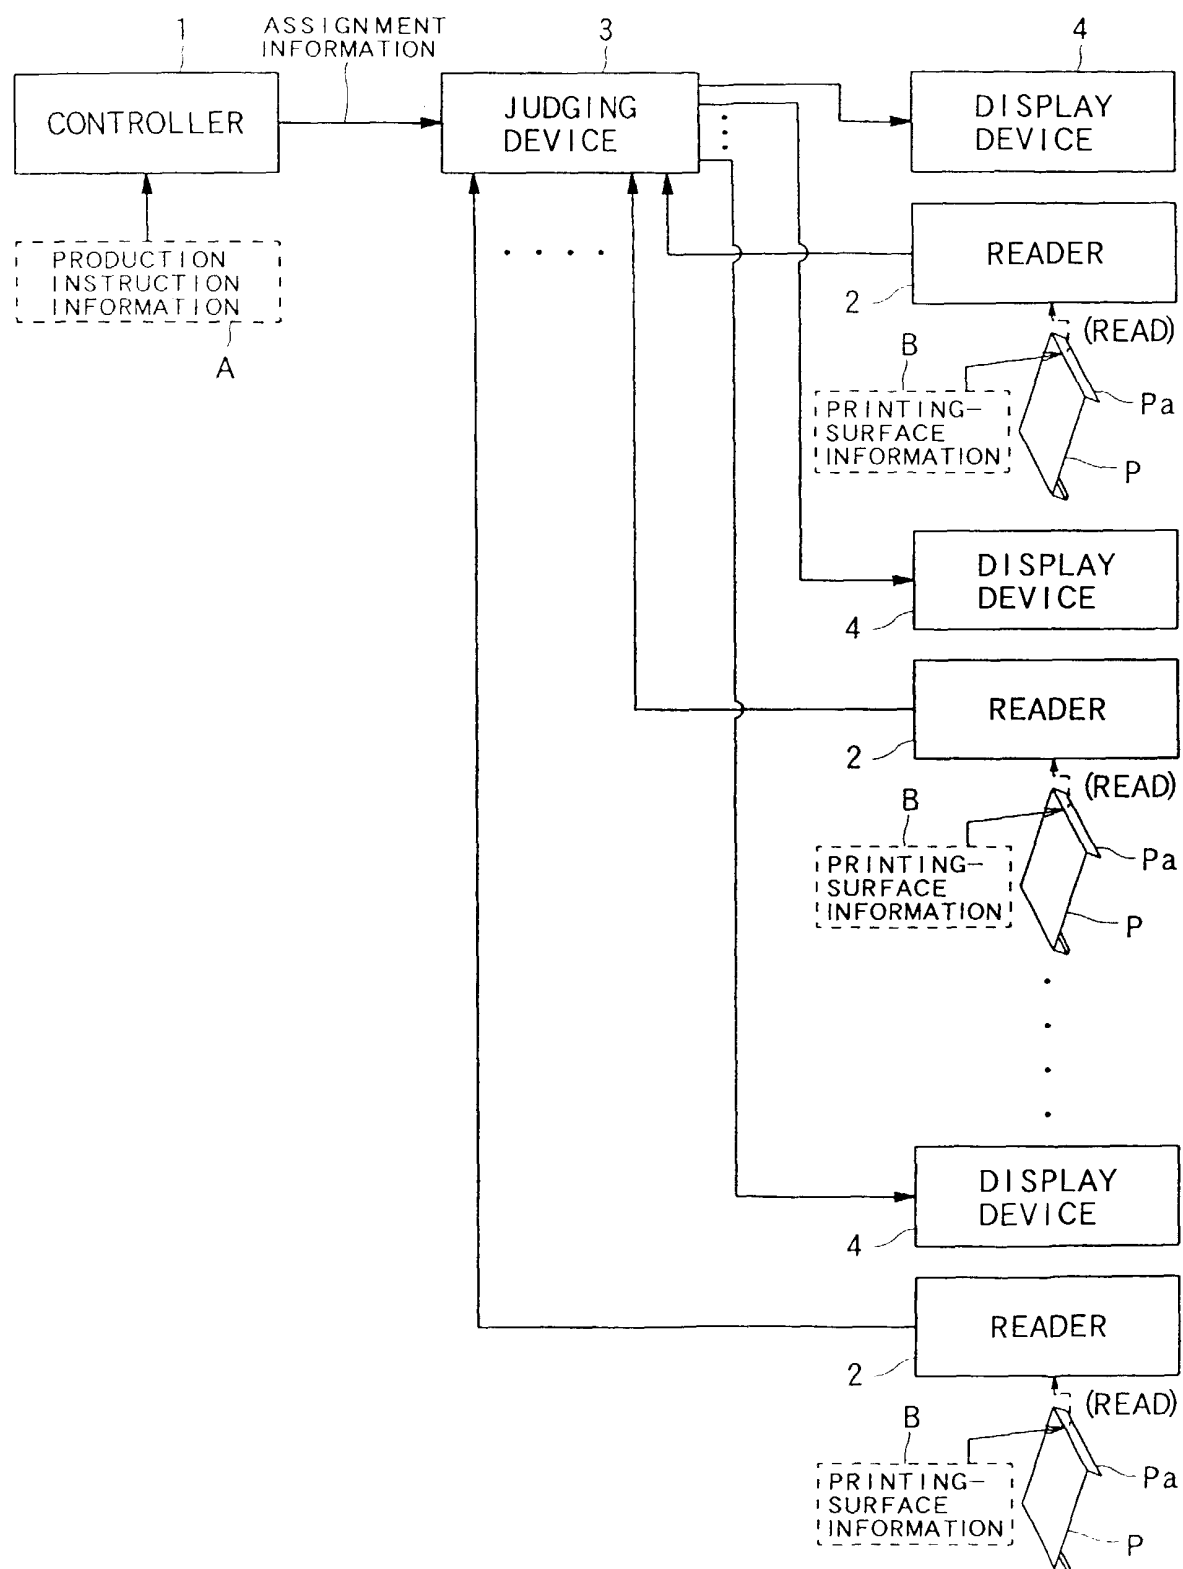 1
ASSIGNMENT
INFORMATION
3
4
CONTROLLER
JUDGING
DEVICE
DISPLAY
DEVICE
PRODUCTION
INSTRUCTION
INFORMATION
A
READER
2
(READ)
B
PRINTING-
SURFACE
INFORMATION
Pa
P
DISPLAY
DEVICE
4
READER
2
(READ)
B
PRINTING-
SURFACE
INFORMATION
Pa
P
DISPLAY
DEVICE
4
READER
2
(READ)
B
PRINTING-
SURFACE
INFORMATION
Pa
P